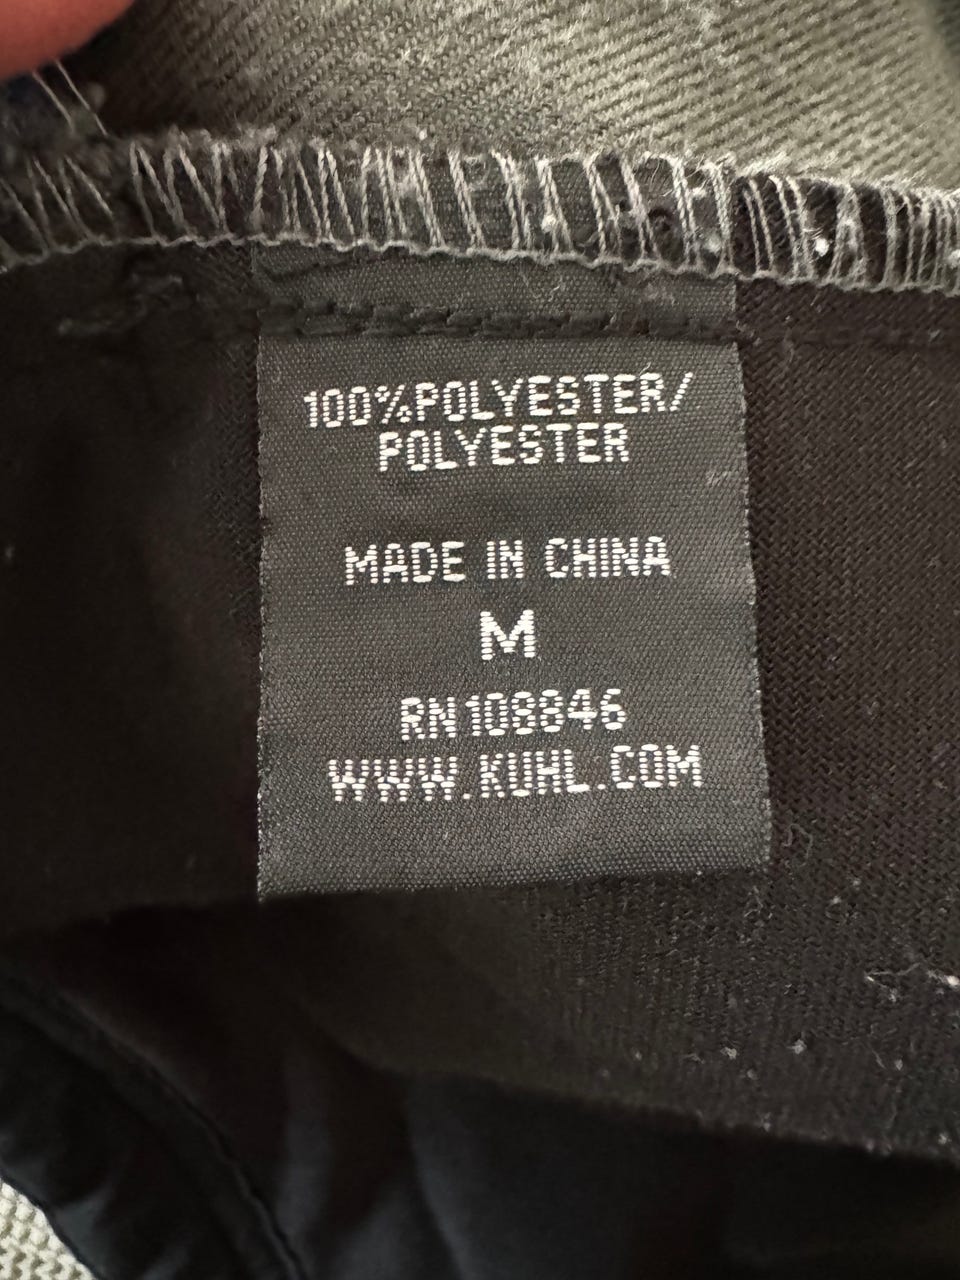 100%POLYESTER/
POLYESTER
MADE IN CHINA
M
RN108846
WWW.KUHL.COM